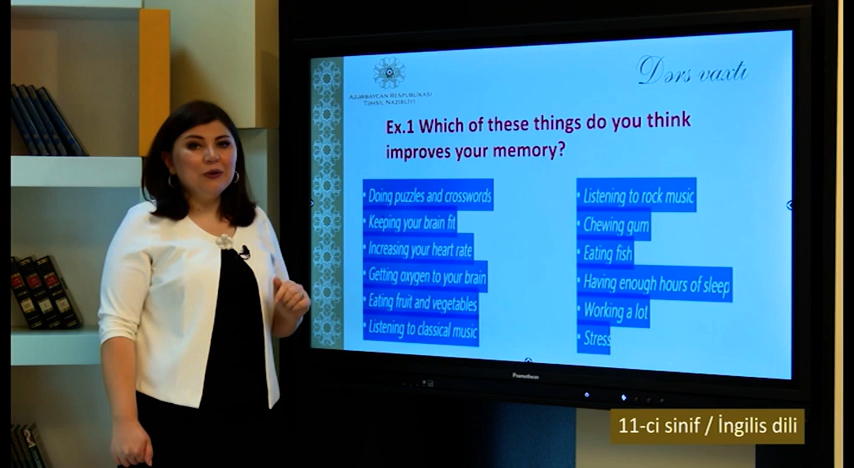 AZƏRBAYCAN RESPUBLİKASI
TƏHSİL NAZİRLİYİ
Dərs vaxtı
Ex.1 Which of these things do you think
improves your memory?
• Doing puzzles and crosswords
• Keeping your brain fit
• Increasing your heart rate
• Getting oxygen to your brain
• Eating fruit and vegetables
• Listening to classical music
• Listening to rock music
• Chewing gum
• Eating fish
• Having enough hours of sleep
• Working a lot
• Stress
Promethean
11-ci sinif / İngilis dili